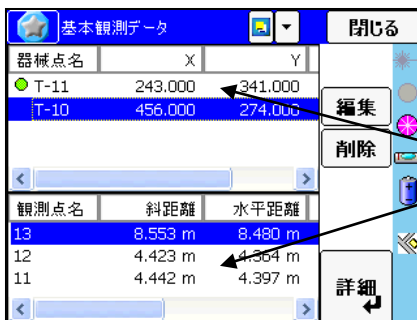 基本観測データ 閉じる
器械点名 X Y
T-11 243.000 341.000
T-10 456.000 274.000
編集
削除
観測点名 斜距離 水平距離
13 8.553 m 8.480 m
12 4.423 m 4.364 m
11 4.442 m 4.397 m
詳細